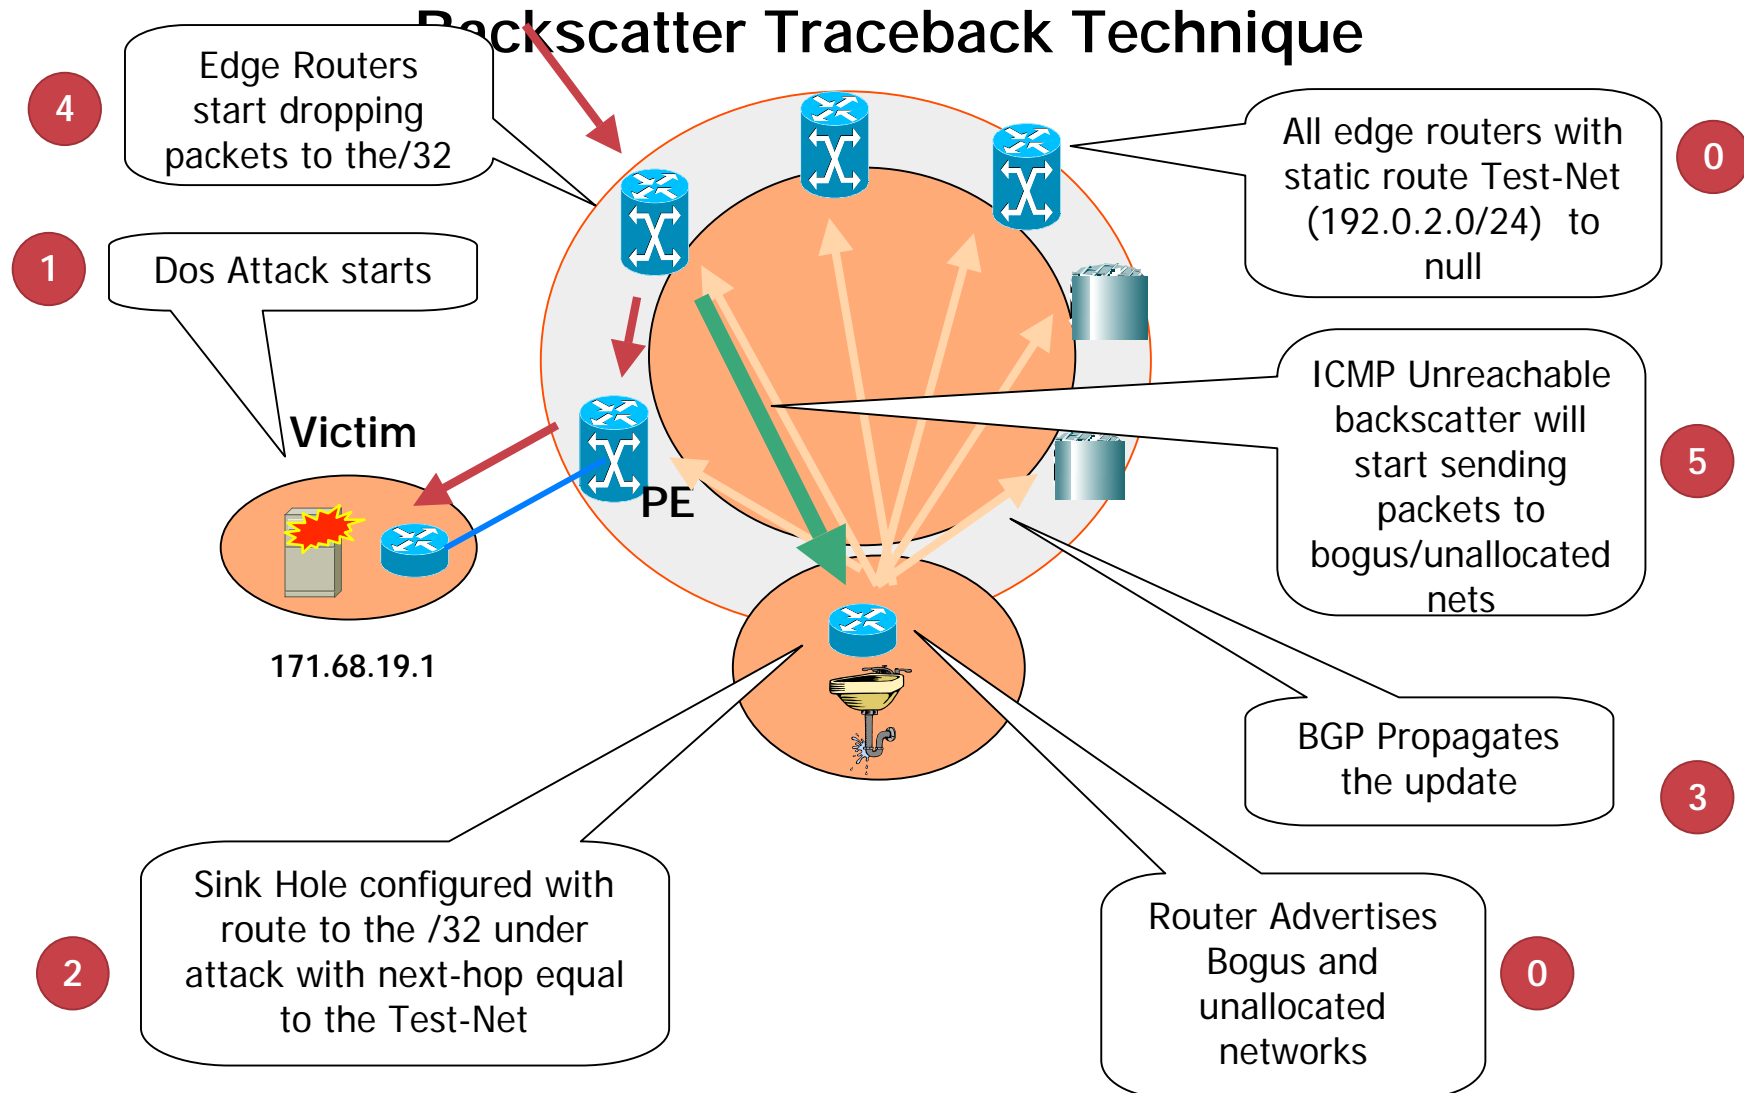 Backscatter Traceback Technique
4
Edge Routers
start dropping
packets to the/32
All edge routers with
static route Test-Net
(192.0.2.0/24) to
null
0
1
Dos Attack starts
ICMP Unreachable
backscatter will
start sending
packets to
bogus/unallocated
nets
5
Victim
PE
171.68.19.1
BGP Propagates
the update
3
Sink Hole configured with
route to the /32 under
attack with next-hop equal
to the Test-Net
2
Router Advertises
Bogus and
unallocated
networks
0